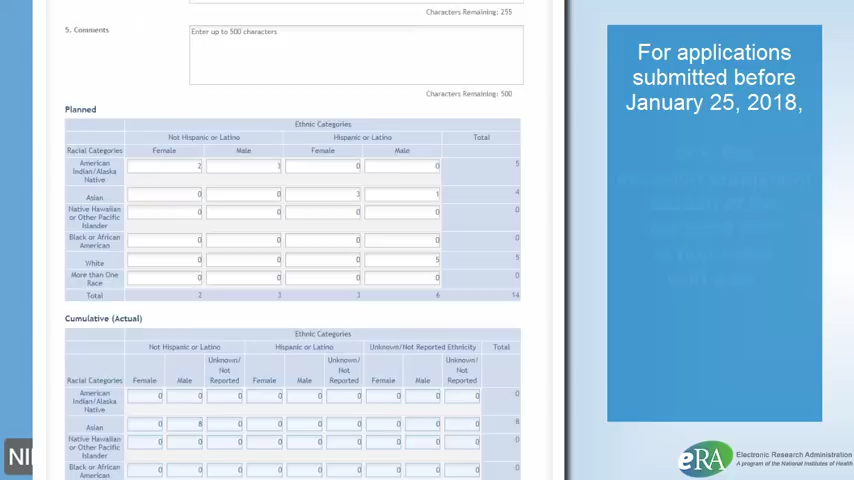 Characters Remaining: 255
5. Comments
Enter up to 500 characters
Characters Remaining: 500
Planned
Ethnic Categories
Not Hispanic or Latino Hispanic or Latino Total
Racial Categories Female Male Female Male
American Indian/Alaska Native 2 3 0 0 5
Asian 0 0 3 1 4
Native Hawaiian or Other Pacific Islander 0 0 0 0 0
Black or African American 0 0 0 0 0
White 0 0 0 5 5
More than One Race 0 0 0 0 0
Total 2 3 3 6 14
Cumulative (Actual)
Ethnic Categories
Not Hispanic or Latino Hispanic or Latino Unknown/Not Reported Ethnicity Total
Racial Categories Female Male Unknown/ Not Reported Female Male Unknown/ Not Reported Female Male Unknown/ Not Reported
American Indian/Alaska Native 0 0 0 0 0 0 0 0 0 0
Asian 0 8 0 0 0 0 0 0 0 8
Native Hawaiian or Other Pacific Islander 0 0 0 0 0 0 0 0 0 0
Black or African American 0 0 0 0 0 0 0 0 0 0
For applications
submitted before
January 25, 2018,
NI
eRA
Electronic Research Administration
A program of the National Institutes of Health